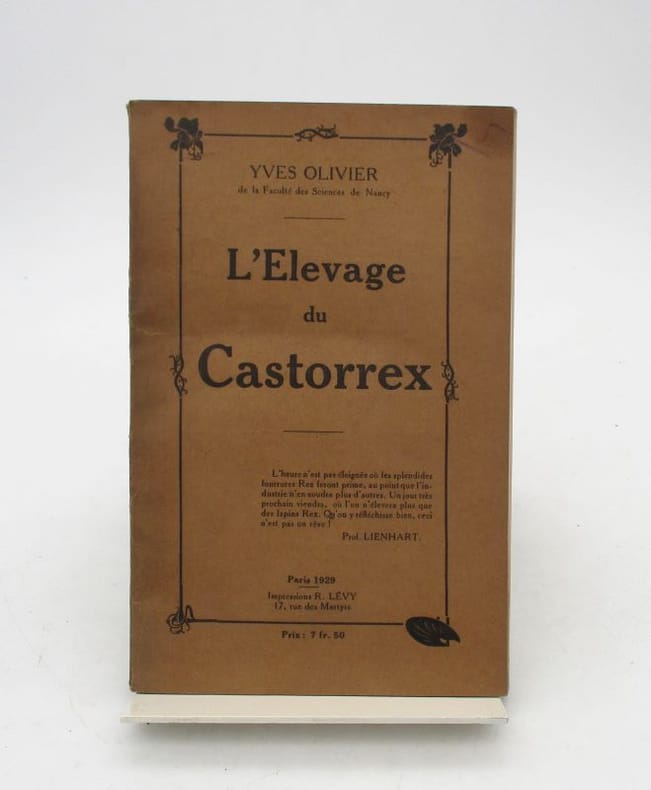 YVES OLIVIER
de la Faculté des Sciences de Nancy
L'Elevage
du
Castorrex
L'heure n'est pas éloignée où les splendides
fourrures Rex feront prime, au point que l'in-
dustrie n'en voudra plus d'autres. Un jour très
prochain viendra, où l'on n'élevera plus que
des lapins Rex. Qu'on y réfléchisse bien, ceci
n'est pas un rêve !
Prof. LIENHART.
Paris 1929
Impressions R. LÉVY
17, rue des Martyrs
Prix : 7 fr. 50